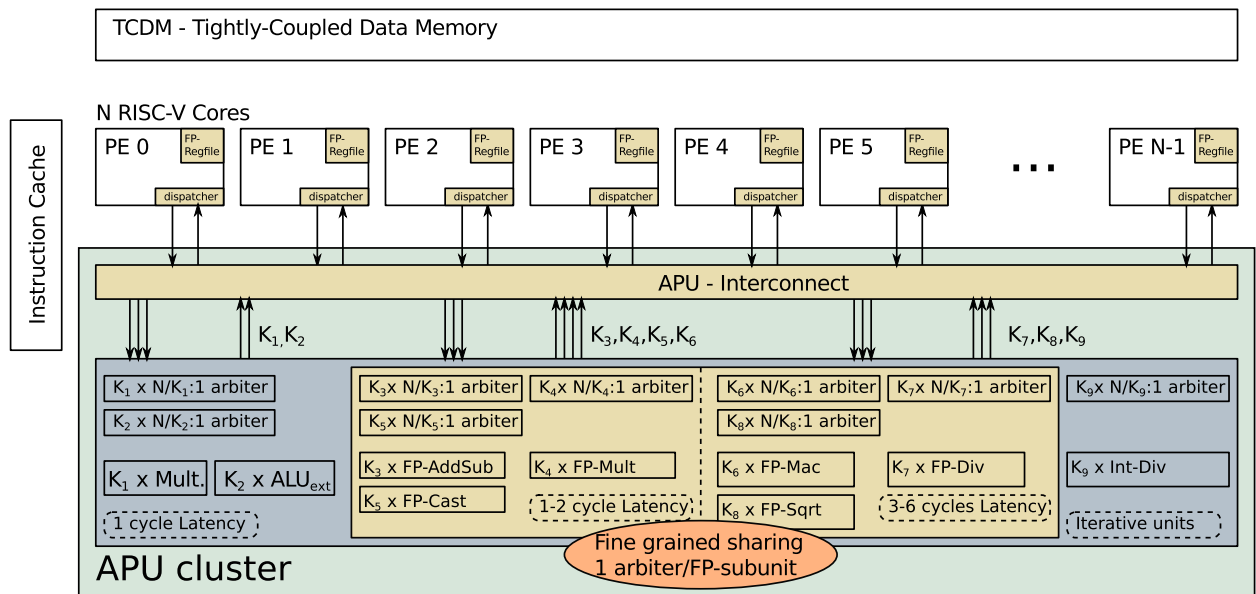 TCDM - Tightly-Coupled Data Memory
Instruction Cache
N RISC-V Cores
PE 0
FP-
Regfile
dispatcher
PE 1
FP-
Regfile
dispatcher
PE 2
FP-
Regfile
dispatcher
PE 3
FP-
Regfile
dispatcher
PE 4
FP-
Regfile
dispatcher
PE 5
FP-
Regfile
dispatcher
...
PE N-1
FP-
Regfile
dispatcher
APU - Interconnect
K1,K2
K3,K4,K5,K6
K7,K8,K9
K1 x N/K1:1 arbiter
K2 x N/K2:1 arbiter
K1 x Mult.
K2 x ALUext
1 cycle Latency
K3x N/K3:1 arbiter
K4x N/K4:1 arbiter
K5x N/K5:1 arbiter
K3 x FP-AddSub
K4 x FP-Mult
K5 x FP-Cast
1-2 cycle Latency
K6x N/K6:1 arbiter
K7x N/K7:1 arbiter
K8x N/K8:1 arbiter
K6 x FP-Mac
K7 x FP-Div
K8 x FP-Sqrt
3-6 cycles Latency
K9x N/K9:1 arbiter
K9 x Int-Div
Iterative units
Fine grained sharing
1 arbiter/FP-subunit
APU cluster